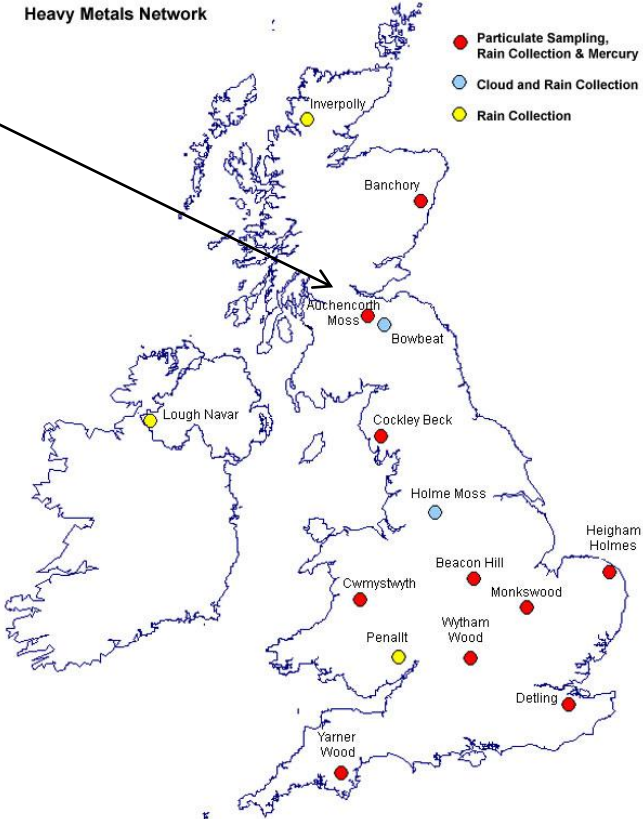 Heavy Metals Network
Particulate Sampling,
Rain Collection & Mercury
Cloud and Rain Collection
Rain Collection
Inverpolly
Banchory
Auchencorth
Moss
Bowbeat
Lough Navar
Cockley Beck
Holme Moss
Heigham
Holmes
Beacon Hill
Monkswood
Cwmystwyth
Wytham
Wood
Penallt
Detling
Yarner
Wood